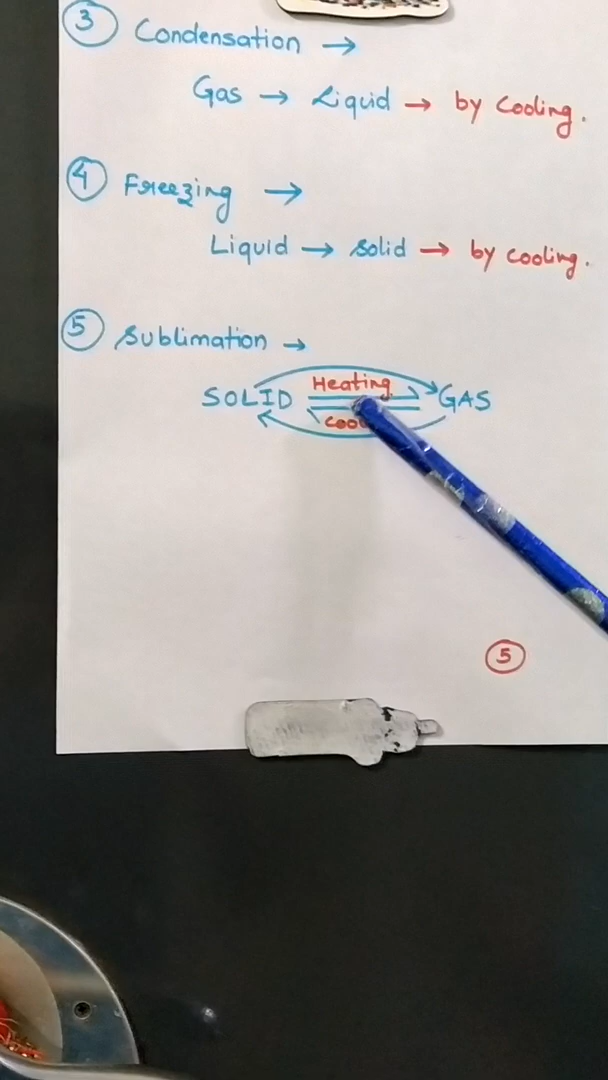 ③ Condensation →
Gas → Liquid → by cooling.
④ Freezing →
Liquid → solid → by cooling.
⑤ Sublimation →
Heating
SOLID GAS
⑤